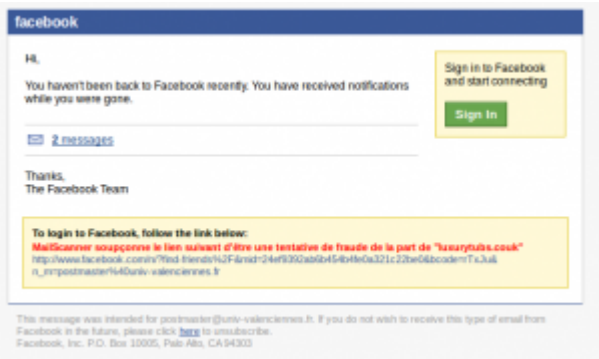 facebook
Hi,
You haven't been back to Facebook recently. You have received notifications
while you were gone.
2 messages
Thanks,
The Facebook Team
Sign in to Facebook
and start connecting
Sign In
To login to Facebook, follow the link below:
MailScanner soupçonne le lien suivant d'être une tentative de fraude de la part de "luxurytubs.couk"
This message was intended for postmaster@univ-valenciennes.fr. If you do not wish to receive this type of email from
Facebook in the future, please click here to unsubscribe.
Facebook, Inc. P.O. Box 10005, Palo Alto, CA 94303